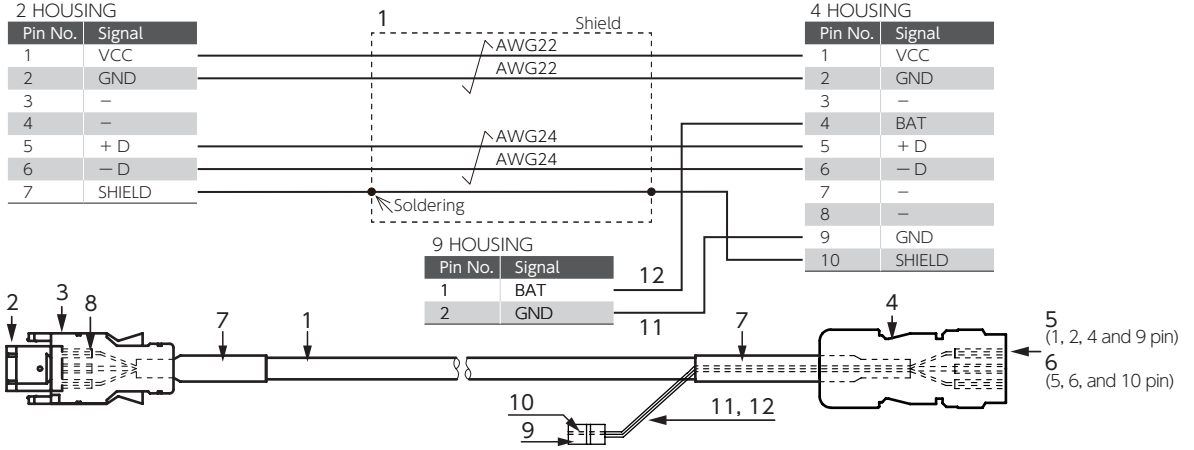 2 HOUSING
Pin No. Signal
1 VCC
2 GND
3 −
4 −
5 + D
6 − D
7 SHIELD
1
Shield
AWG22
AWG22
AWG24
AWG24
Soldering
4 HOUSING
Pin No. Signal
1 VCC
2 GND
3 −
4 BAT
5 + D
6 − D
7 −
8 −
9 GND
10 SHIELD
9 HOUSING
Pin No. Signal
1 BAT
2 GND
12
11
2
3
8
7
1
7
4
5
(1, 2, 4 and 9 pin)
6
(5, 6, and 10 pin)
10
9
11, 12